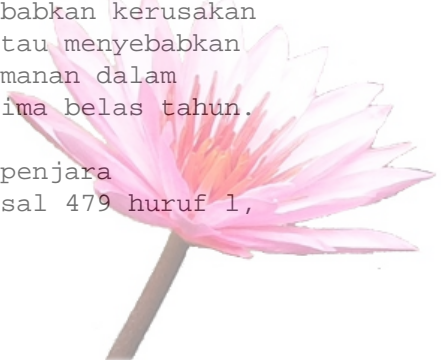 babkan kerusakan
tau menyebabkan
manan dalam
ima belas tahun.
penjara
sal 479 huruf l,